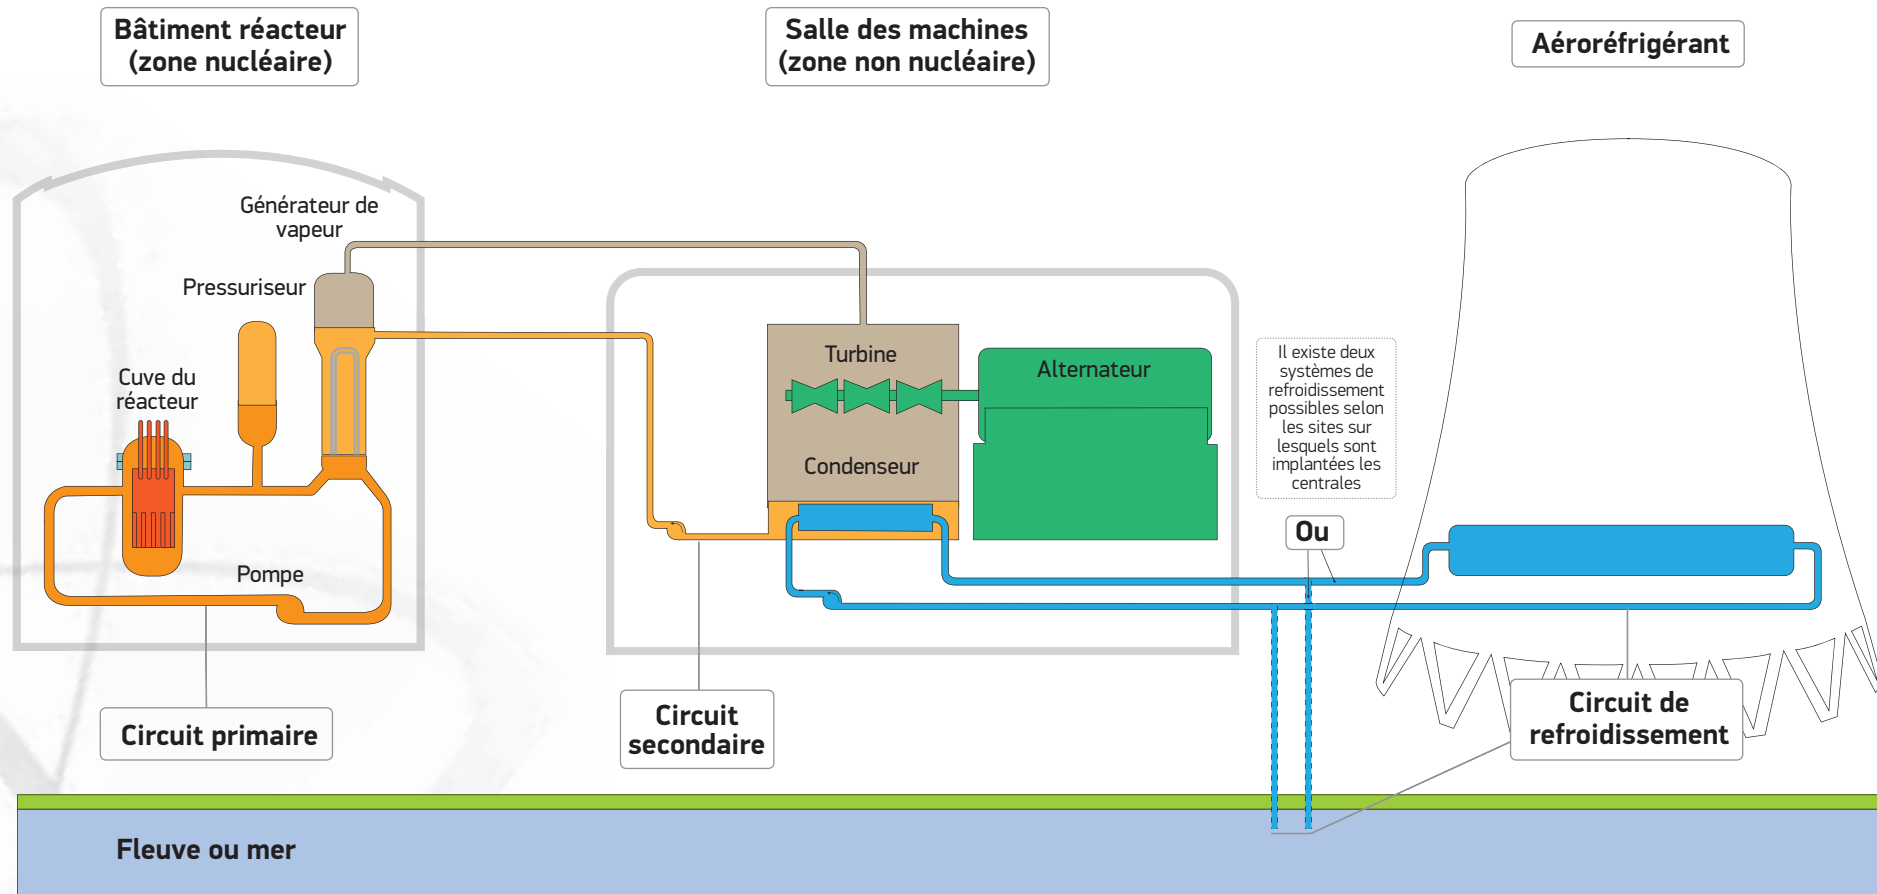 Bâtiment réacteur
(zone nucléaire)
Salle des machines
(zone non nucléaire)
Aéroréfrigérant
Générateur de
vapeur
Pressuriseur
Cuve du
réacteur
Pompe
Turbine
Condenseur
Alternateur
Il existe deux
systèmes de
refroidissement
possibles selon
les sites sur
lesquels sont
implantées les
centrales
Ou
Circuit primaire
Circuit
secondaire
Circuit de
refroidissement
Fleuve ou mer